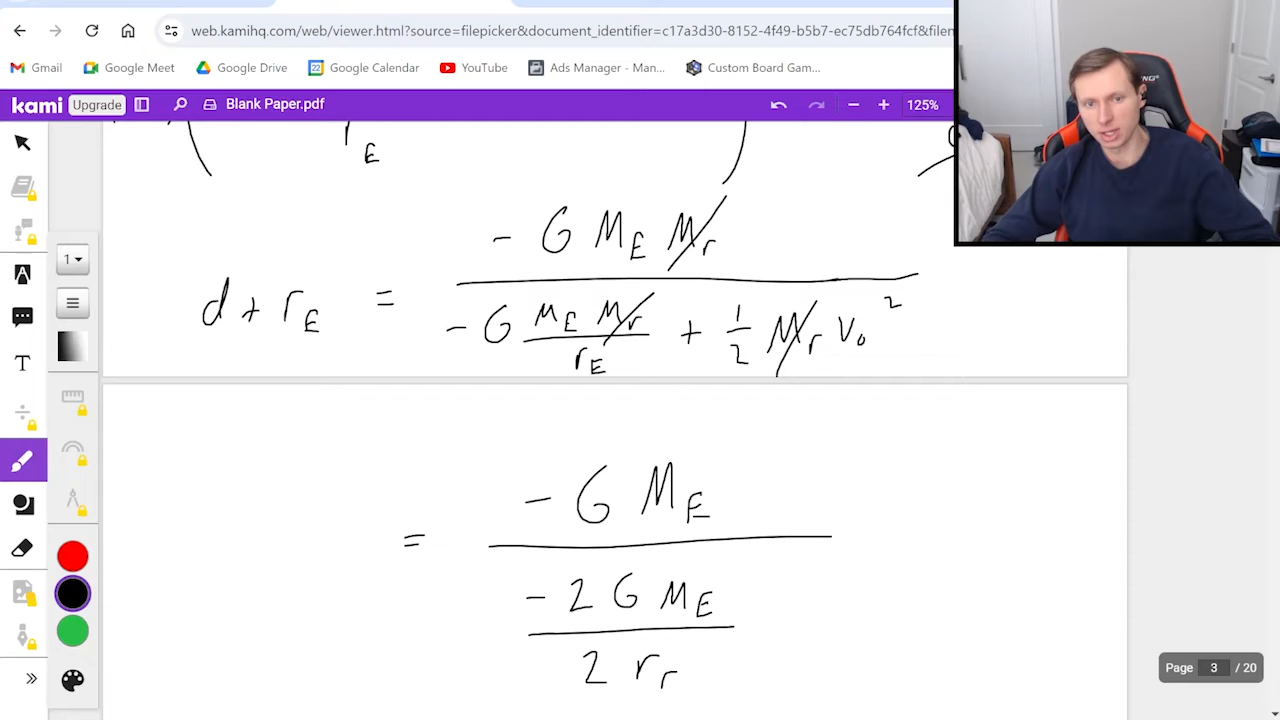 web.kamihq.com/web/viewer.html?source=filepicker&document_identifier=c17a3d30-8152-4f49-b5b7-ec75db764fcf&filen
Gmail Google Meet Google Drive 22 Google Calendar YouTube Ads Manager - Man... Custom Board Gam...
kami Upgrade Blank Paper.pdf 125%
r
E
- G M_E M_r
d + r_E = 
- G M_E M_r / r_E + 1/2 M_r v_0^2
1
T
= - G M_E
- 2 G M_E
2 r_r
Page 3 / 20